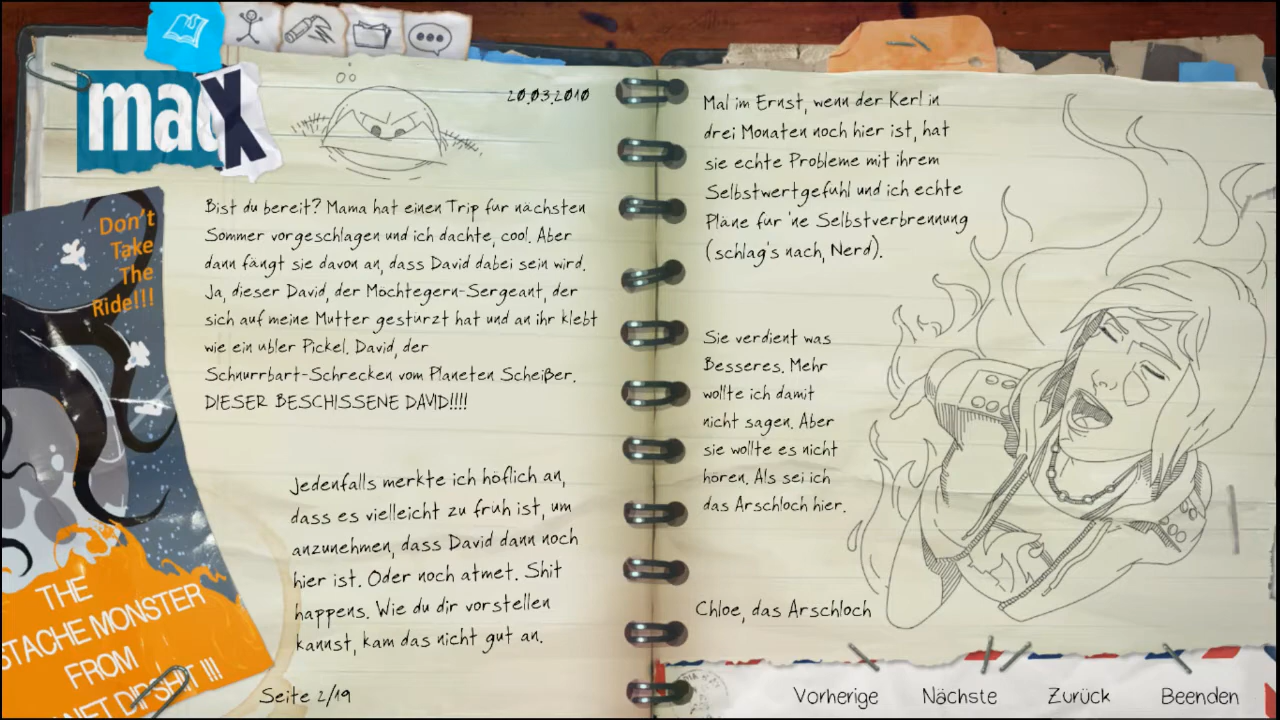 max
20.03.2010
Don't
Take
The
Ride!!!
Bist du bereit? Mama hat einen Trip für nächsten
Sommer vorgeschlagen und ich dachte, cool. Aber
dann fängt sie davon an, dass David dabei sein wird.
Ja, dieser David, der Möchtegern-Sergeant, der
sich auf meine Mutter gestürzt hat und an ihr klebt
wie ein übler Pickel. David, der
Schnurrbart-Schrecken vom Planeten Scheißer.
DIESER BESCHISSENE DAVID!!!!
Jedenfalls merkte ich höflich an,
dass es vielleicht zu früh ist, um
anzunehmen, dass David dann noch
hier ist. Oder noch atmet. Shit
happens. Wie du dir vorstellen
kannst, kam das nicht gut an.
THE
STACHE MONSTER
FROM
NET DIPSHIT !!!
Seite 2/19
Mal im Ernst, wenn der Kerl in
drei Monaten noch hier ist, hat
sie echte Probleme mit ihrem
Selbstwertgefühl und ich echte
Pläne für 'ne Selbstverbrennung
(schlag's nach, Nerd).
Sie verdient was
Besseres. Mehr
wollte ich damit
nicht sagen. Aber
sie wollte es nicht
hören. Als sei ich
das Arschloch hier.
Chloe, das Arschloch
Vorherige Nächste Zurück Beenden